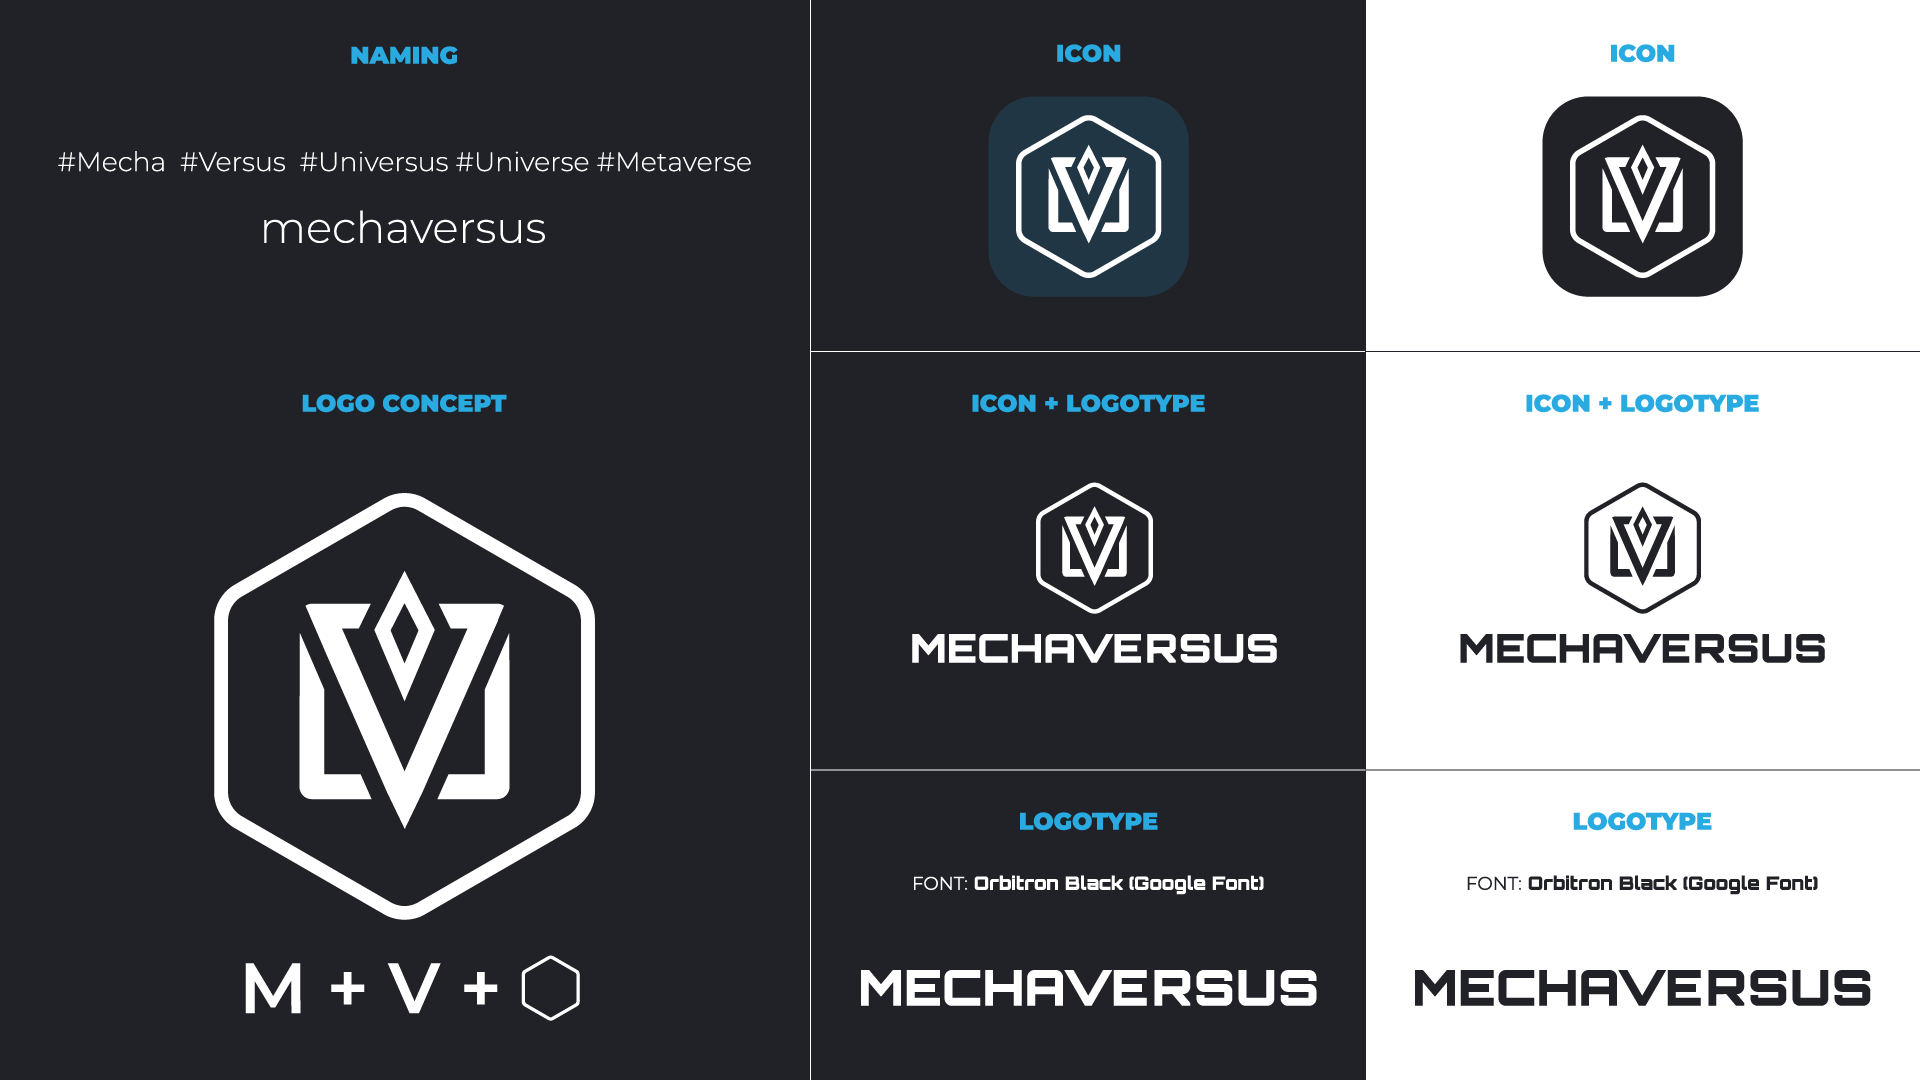 NAMING
#Mecha #Versus #Universus #Universe #Metaverse
mechaversus
LOGO CONCEPT
M + V +
ICON
ICON + LOGOTYPE
MECHAVERSUS
LOGOTYPE
FONT: Orbitron Black (Google Font)
MECHAVERSUS
ICON
ICON + LOGOTYPE
MECHAVERSUS
LOGOTYPE
FONT: Orbitron Black (Google Font)
MECHAVERSUS